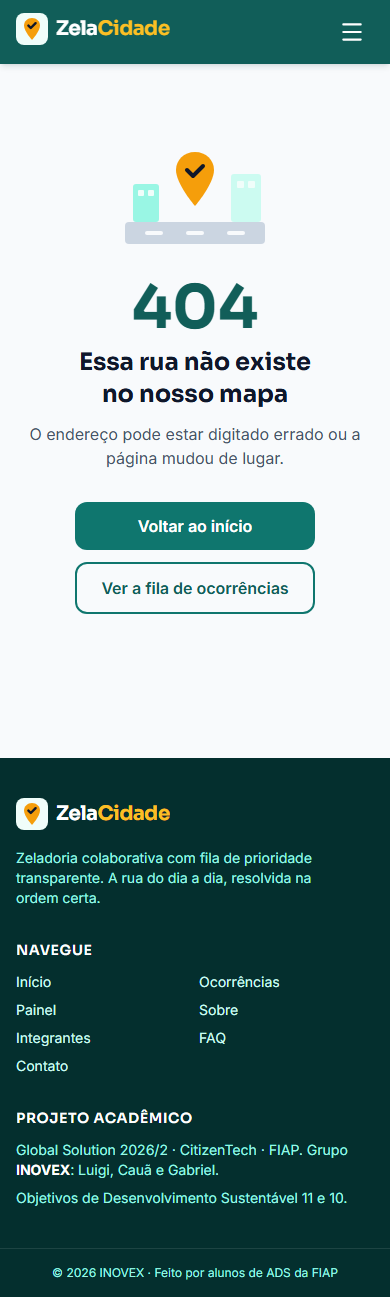 ZelaCidade
404
Essa rua não existe
no nosso mapa
O endereço pode estar digitado errado ou a
página mudou de lugar.
Voltar ao início
Ver a fila de ocorrências
ZelaCidade
Zeladoria colaborativa com fila de prioridade
transparente. A rua do dia a dia, resolvida na
ordem certa.
NAVEGUE
Início Ocorrências
Painel Sobre
Integrantes FAQ
Contato
PROJETO ACADÊMICO
Global Solution 2026/2 · CitizenTech · FIAP. Grupo
INOVEX: Luigi, Cauã e Gabriel.
Objetivos de Desenvolvimento Sustentável 11 e 10.
© 2026 INOVEX · Feito por alunos de ADS da FIAP